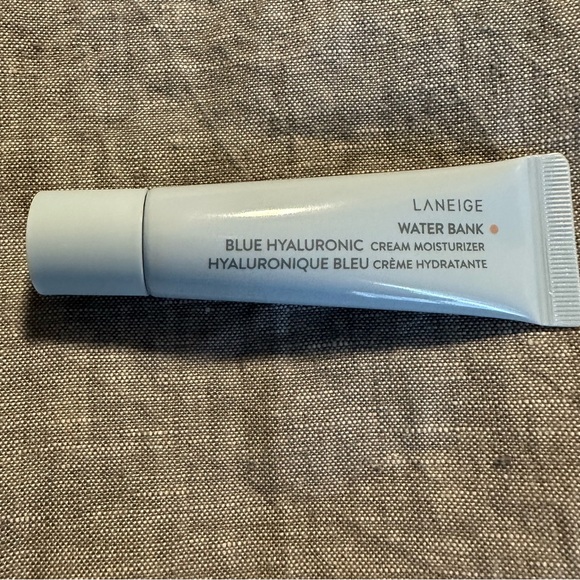 LANEIGE
WATER BANK
BLUE HYALURONIC CREAM MOISTURIZER
HYALURONIQUE BLEU CRÈME HYDRATANTE